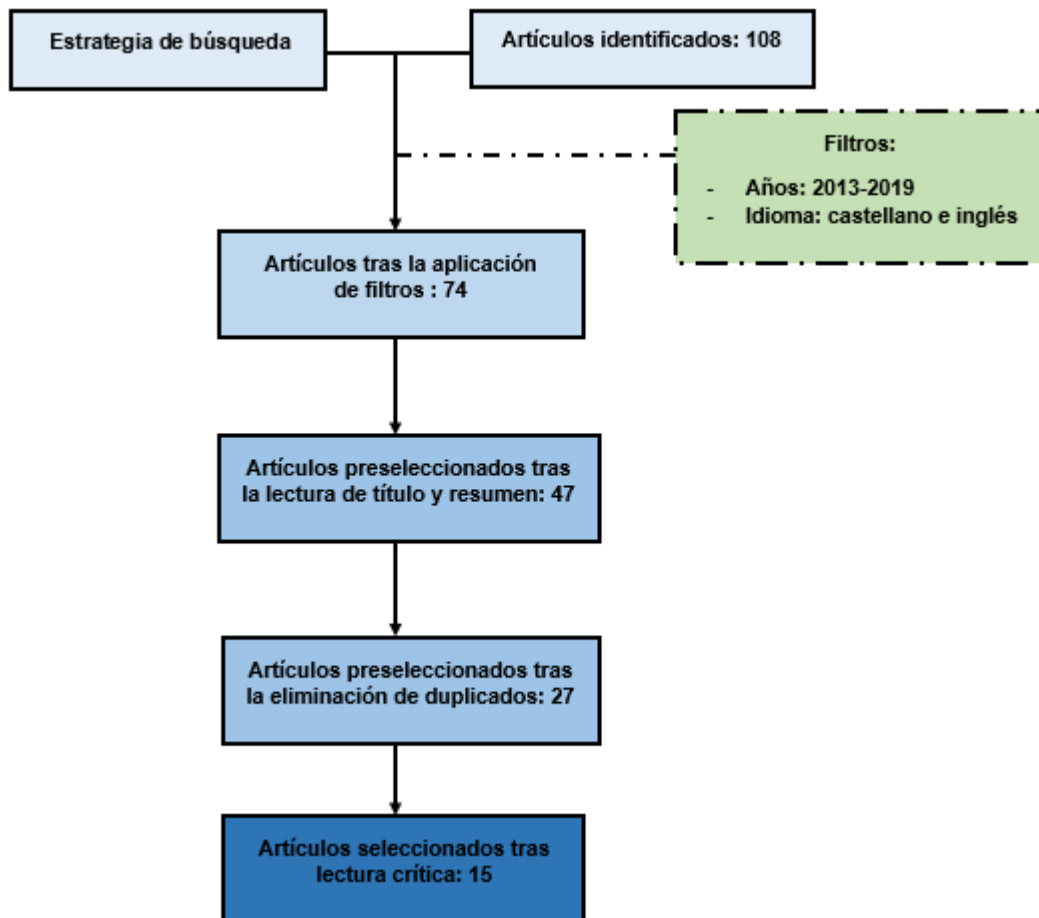 Estrategia de búsqueda
Artículos identificados: 108
Filtros:
- Años: 2013-2019
- Idioma: castellano e inglés
Artículos tras la aplicación
de filtros : 74
Artículos preseleccionados tras
la lectura de título y resumen: 47
Artículos preseleccionados tras
la eliminación de duplicados: 27
Artículos seleccionados tras
lectura crítica: 15